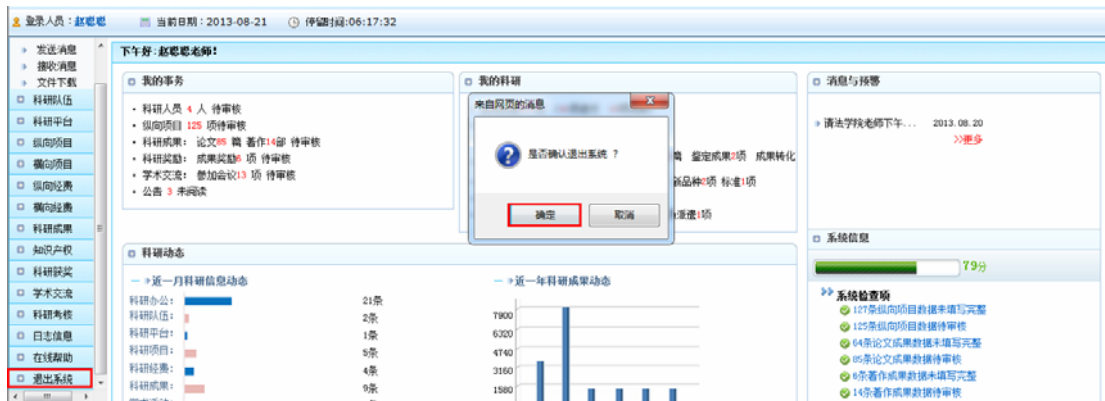 登录人员：赵聪聪 当前日期：2013-08-21 停留时间:06:17:32
发送消息
接收消息
文件下载
科研队伍
科研平台
纵向项目
横向项目
纵向经费
横向经费
科研成果
知识产权
科研获奖
学术交流
科研考核
日志信息
在线帮助
退出系统
下午好:赵聪聪老师!
我的事务
科研人员 4 人 待审核
纵向项目 125 项待审核
科研成果： 论文85 篇 著作14部 待审核
科研奖励： 成果奖励6 项 待审核
学术交流： 参加会议13 项 待审核
公告 3 未阅读
我的科研
篇 鉴定成果2项 成果转化
新品种2项 标准1项
派遣1项
来自网页的消息
是否确认退出系统 ？
确定
取消
消息与预警
请法学院老师下午... 2013.08.20
>>更多
科研动态
近一月科研信息动态
科研办公： 21条
科研队伍： 2条
科研平台： 1条
科研项目： 5条
科研经费： 4条
科研成果： 9条
近一年科研成果动态
7900
6320
4740
3160
1580
系统信息
79分
系统检查项
127条纵向项目数据未填写完整
125条纵向项目数据待审核
64条论文成果数据未填写完整
85条论文成果数据待审核
6条著作成果数据未填写完整
14条著作成果数据待审核